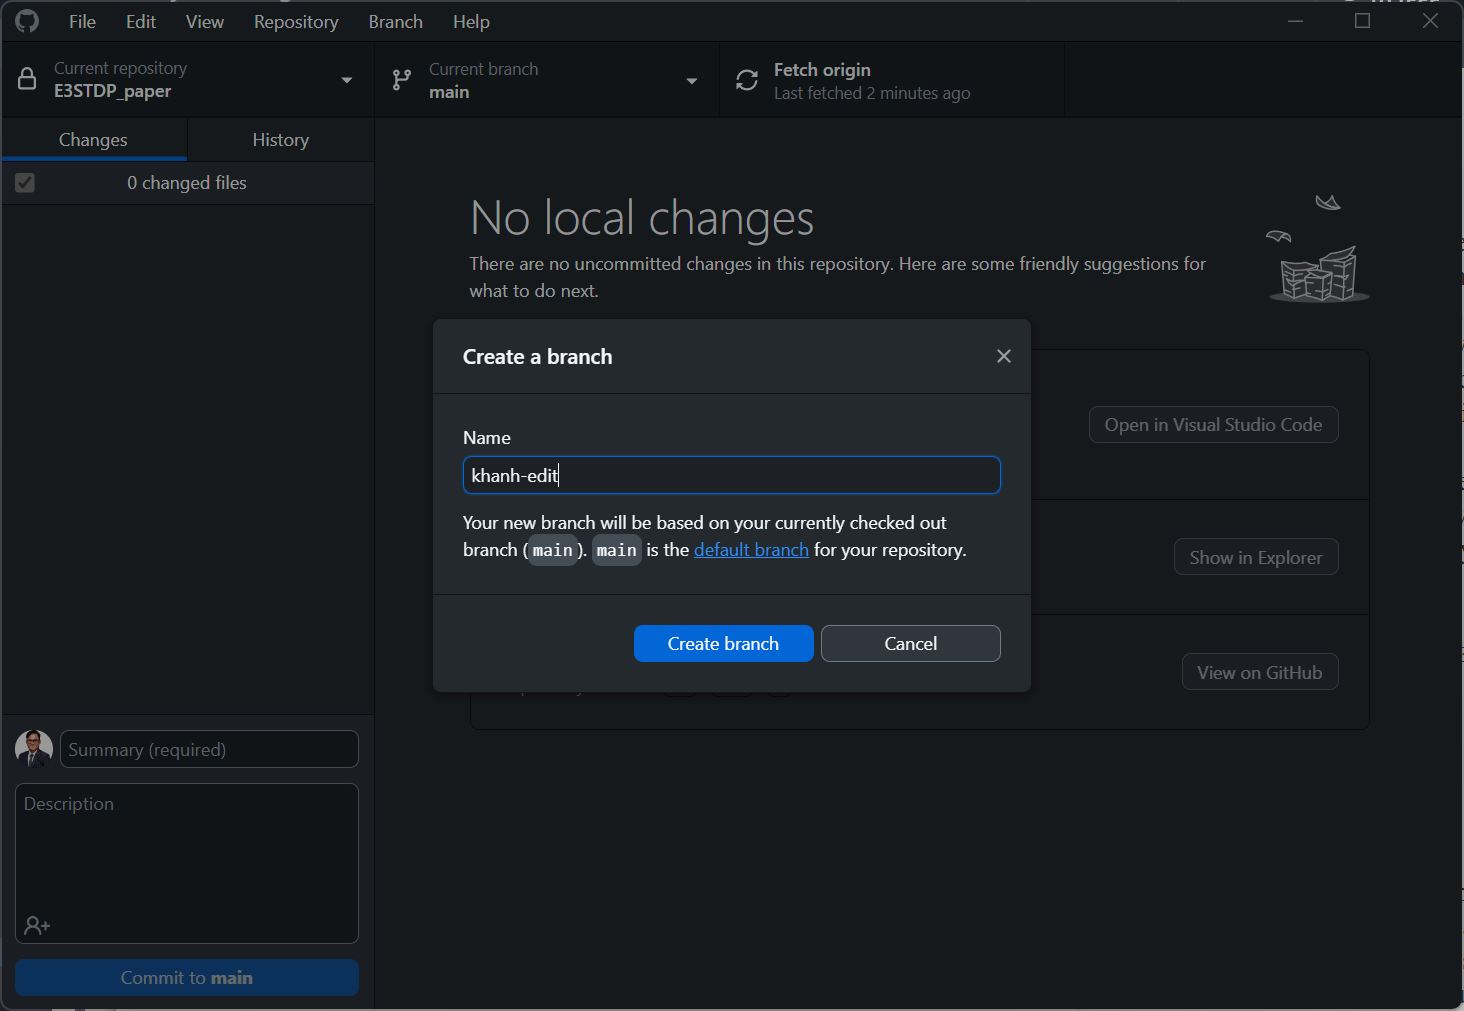 File Edit View Repository Branch Help
Current repository
E3STDP_paper
Current branch
main
Fetch origin
Last fetched 2 minutes ago
Changes History
0 changed files
No local changes
There are no uncommitted changes in this repository. Here are some friendly suggestions for
what to do next.
Create a branch
Name
khanh-edit
Your new branch will be based on your currently checked out
branch (main). main is the default branch for your repository.
Create branch Cancel
Open in Visual Studio Code
Show in Explorer
View on GitHub
Summary (required)
Description
Commit to main